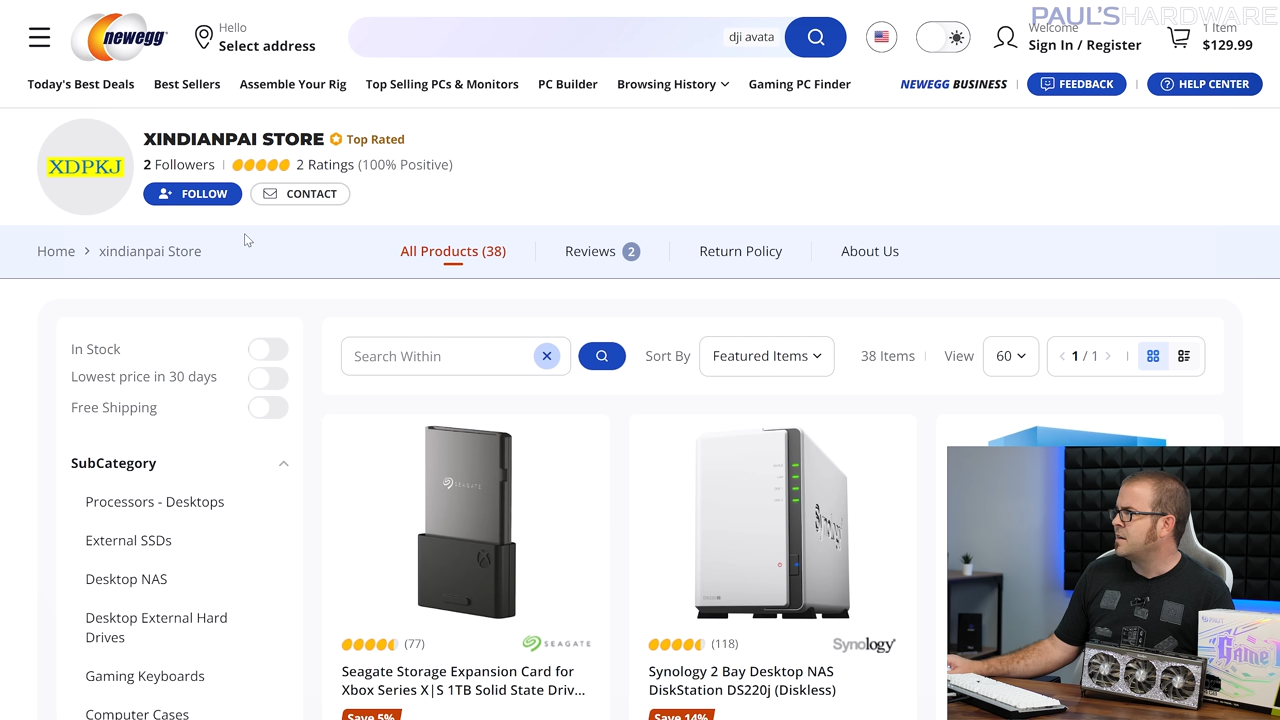 PAUL'SHARDWARE
newegg
Hello
Select address
dji avata
Welcome
Sign In / Register
1 Item
$129.99
Today's Best Deals
Best Sellers
Assemble Your Rig
Top Selling PCs & Monitors
PC Builder
Browsing History
Gaming PC Finder
NEWEGG BUSINESS
FEEDBACK
HELP CENTER
XDPKJ
XINDIANPAI STORE
Top Rated
2 Followers
2 Ratings (100% Positive)
FOLLOW
CONTACT
Home > xindianpai Store
All Products (38)
Reviews 2
Return Policy
About Us
In Stock
Lowest price in 30 days
Free Shipping
SubCategory
Processors - Desktops
External SSDs
Desktop NAS
Desktop External Hard
Drives
Gaming Keyboards
Computer Cases
Search Within
Sort By
Featured Items
38 Items
View
60
1 / 1
SEAGATE
(77)
SEAGATE
Seagate Storage Expansion Card for
Xbox Series X|S 1TB Solid State Driv...
Save 5%
Synology
(118)
Synology
Synology 2 Bay Desktop NAS
DiskStation DS220j (Diskless)
Save 14%